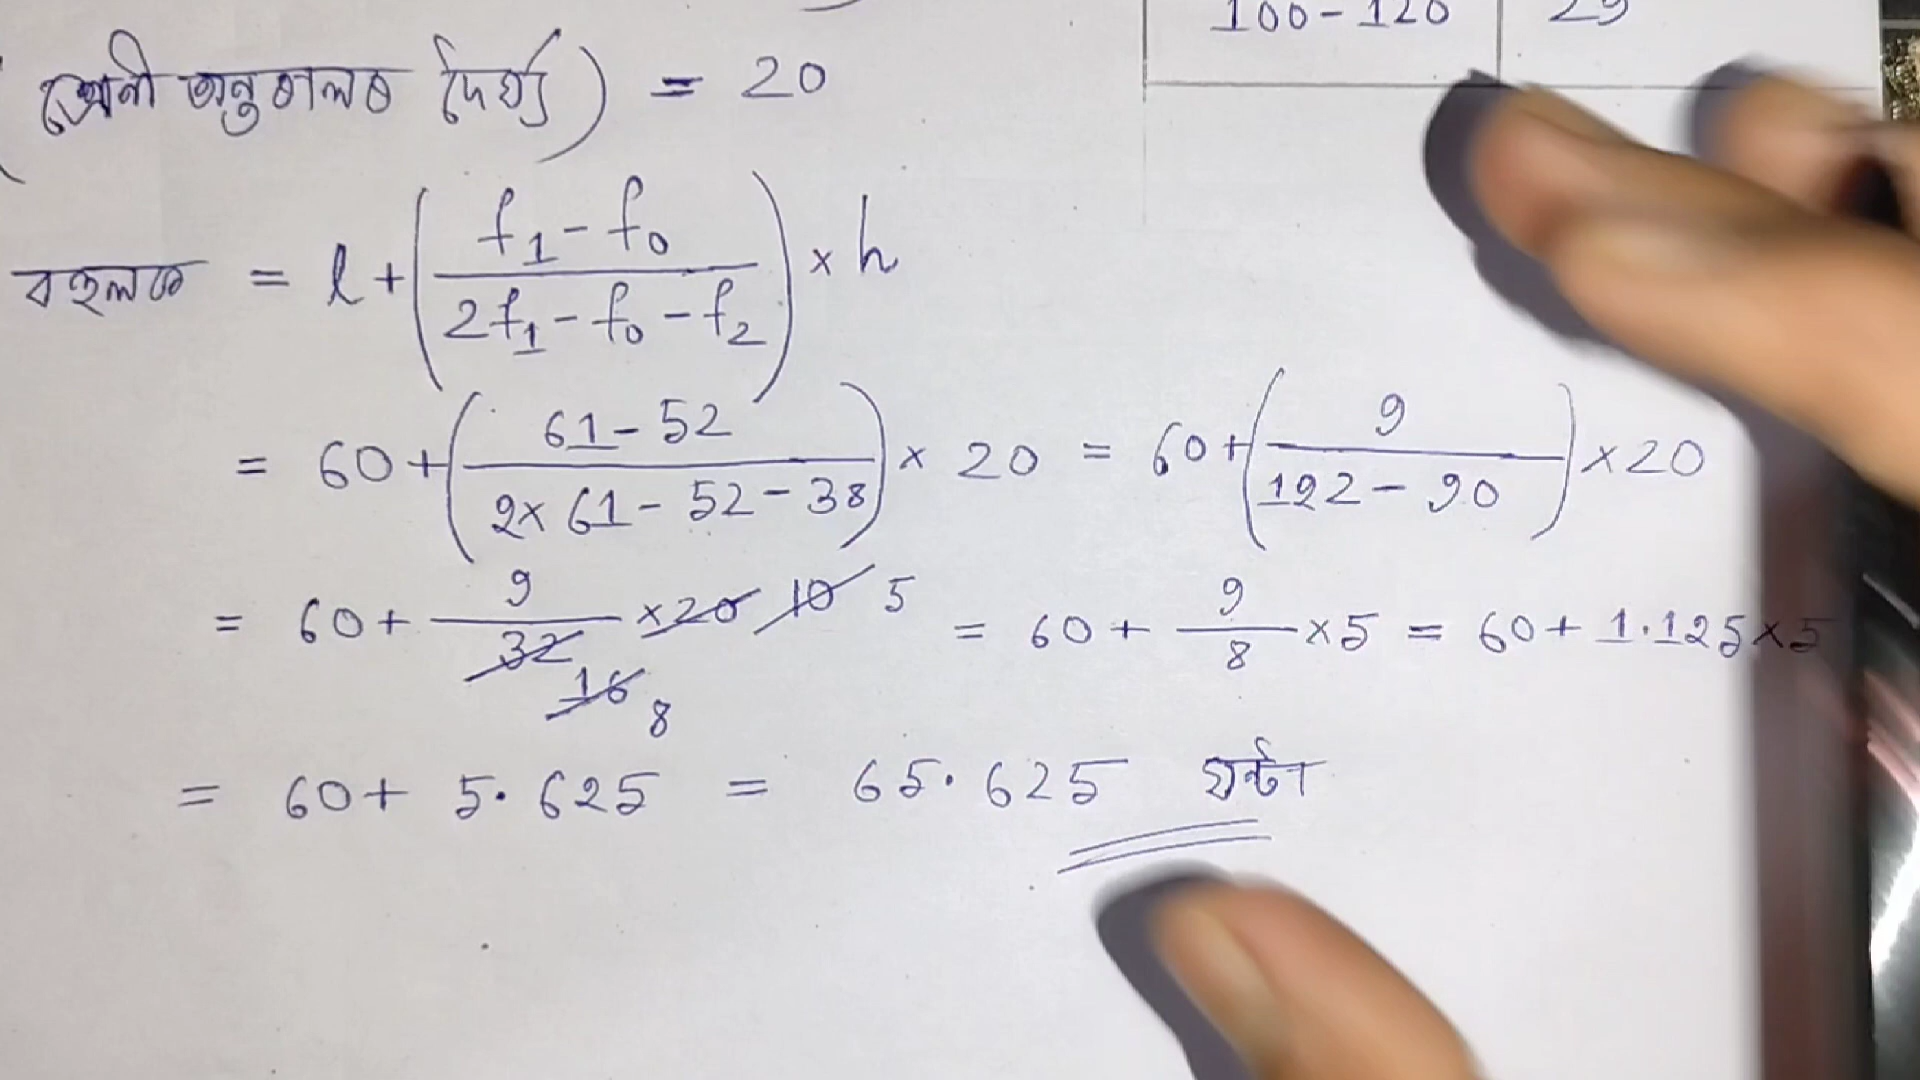 100 - 120
(শ্রেনী অন্তৰালৰ দৈৰ্ঘ্য) = 20
বহুলক = l + ( f1 - f0 / 2f1 - f0 - f2 ) × h
= 60 + ( 61 - 52 / 2 × 61 - 52 - 38 ) × 20 = 60 + ( 9 / 122 - 90 ) × 20
= 60 + 9 / 32 16 8 × 20 10 5 = 60 + 9 / 8 × 5 = 60 + 1.125 × 5
= 60 + 5.625 = 65.625 ঘন্টা